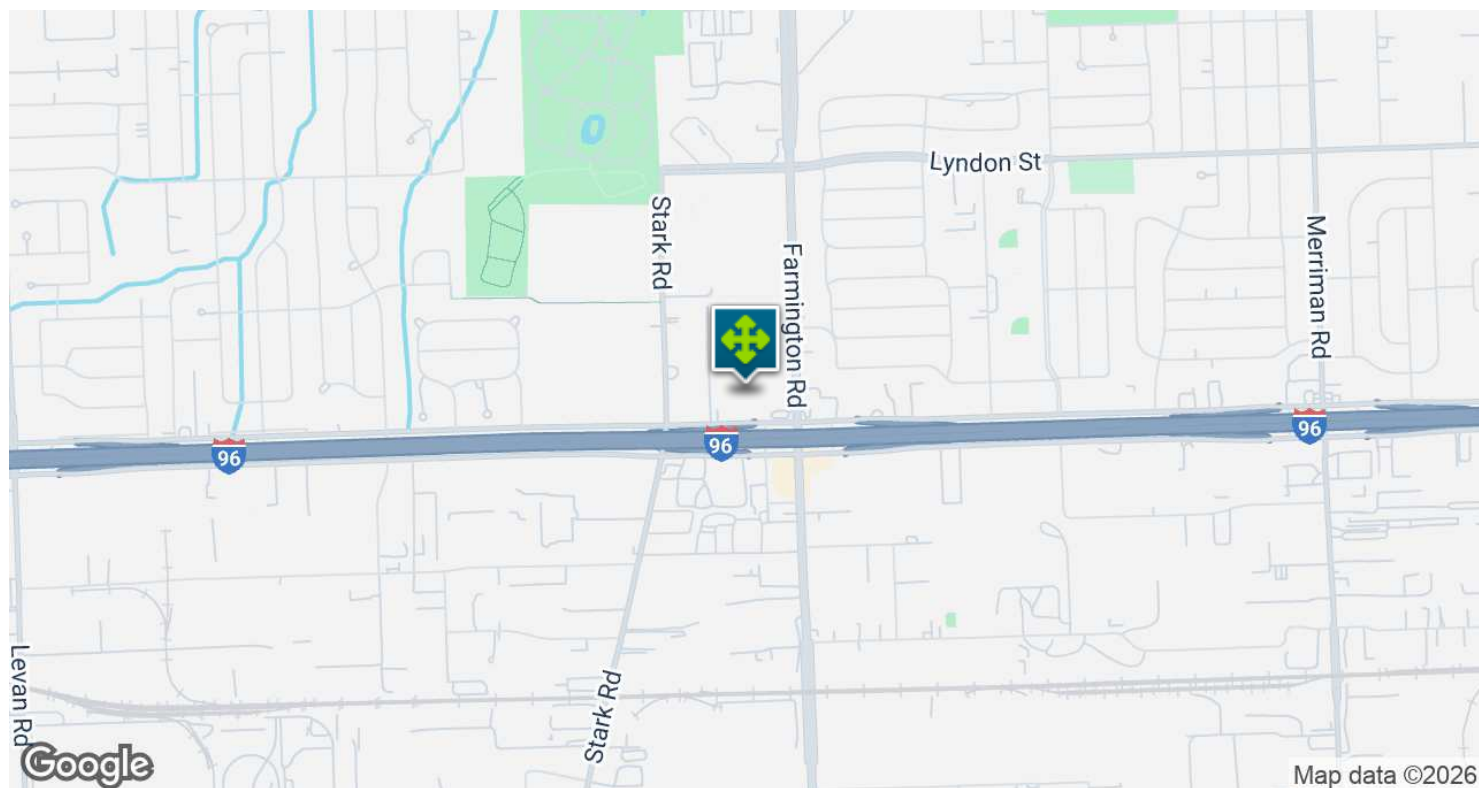 Lyndon St
Stark Rd
Farmington Rd
Merriman Rd
96
96
96
Levan Rd
Stark Rd
Google
Map data ©2026